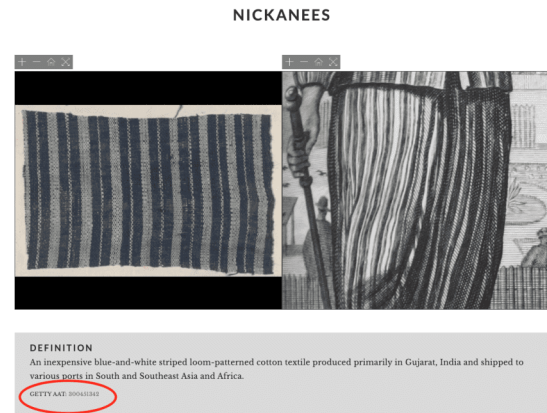 NICKANEES
DEFINITION
An inexpensive blue-and-white striped loom-patterned cotton textile produced primarily in Gujarat, India and shipped to
various ports in South and Southeast Asia and Africa.
GETTY AAT: 300431343